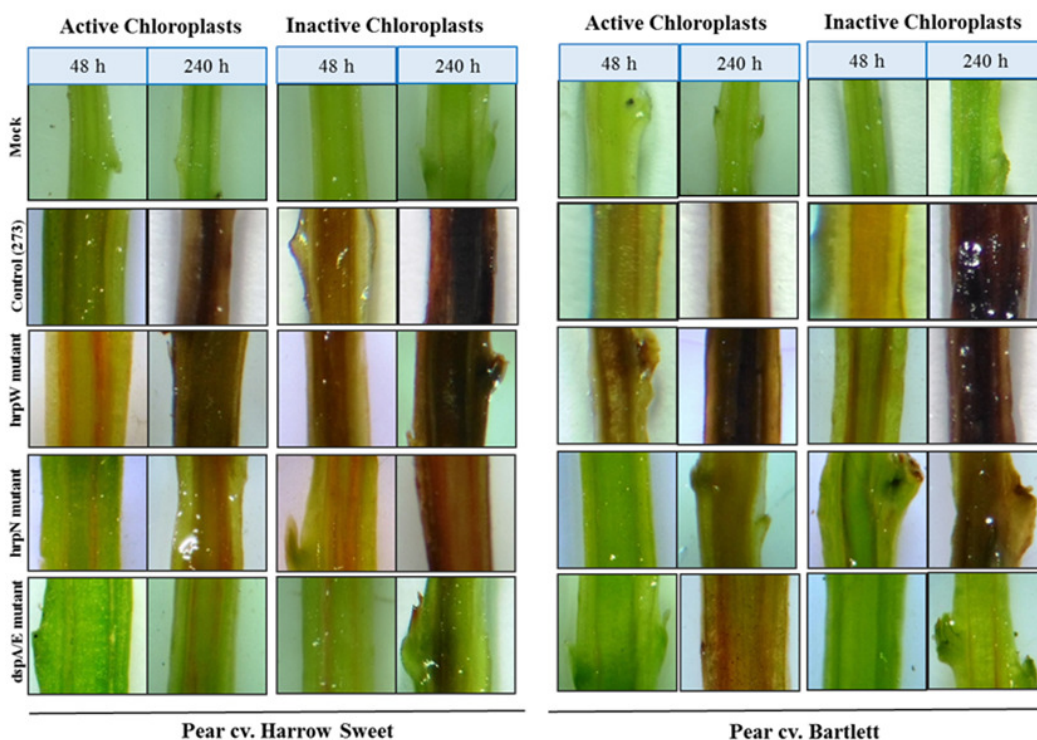 Active Chloroplasts Inactive Chloroplasts Active Chloroplasts Inactive Chloroplasts
48 h 240 h 48 h 240 h 48 h 240 h 48 h 240 h
Mock
Control (273)
hrpW mutant
hrpN mutant
dspA/E mutant
Pear cv. Harrow Sweet Pear cv. Bartlett